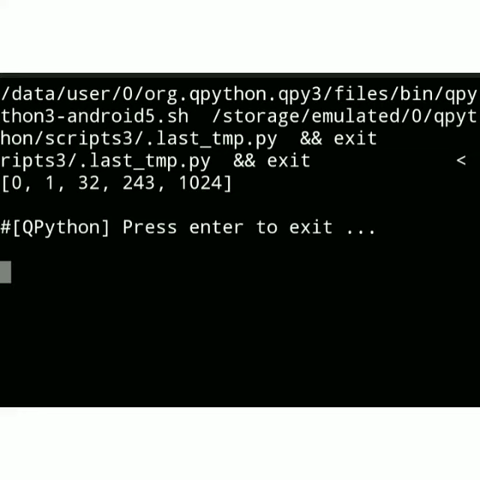 /data/user/0/org.qpython.qpy3/files/bin/qpy
thon3-android5.sh  /storage/emulated/0/qpyt
hon/scripts3/.last_tmp.py  && exit
ripts3/.last_tmp.py  && exit             <
[0, 1, 32, 243, 1024]
#[QPython] Press enter to exit ...